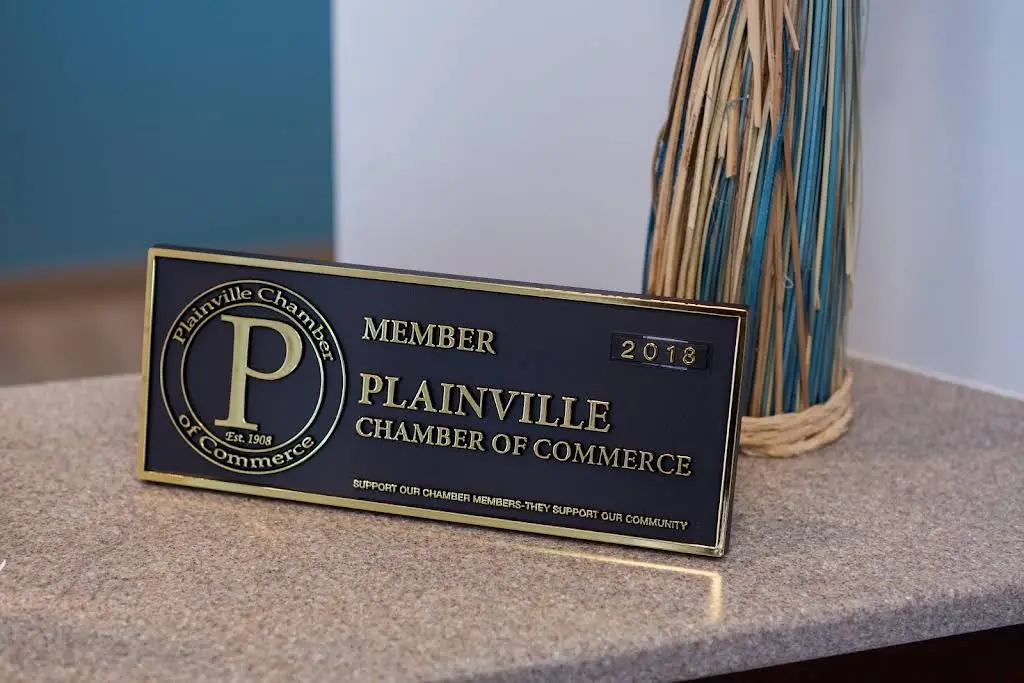 Plainville Chamber
of Commerce
P
Est. 1908
MEMBER
2018
PLAINVILLE
CHAMBER OF COMMERCE
SUPPORT OUR CHAMBER MEMBERS-THEY SUPPORT OUR COMMUNITY